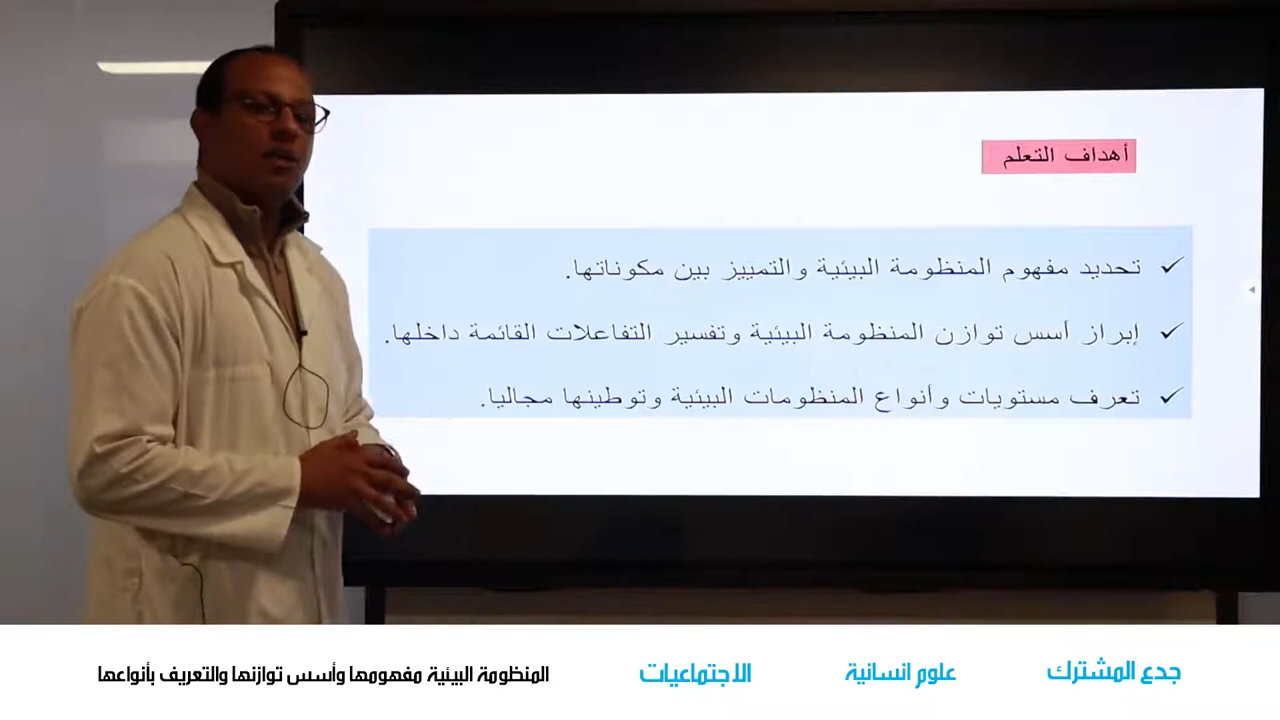 أهداف التعلم
✓ تحديد مفهوم المنظومة البيئية والتمييز بين مكوناتها.
✓ إبراز أسس توازن المنظومة البيئية وتفسير التفاعلات القائمة داخلها.
✓ تعرف مستويات وأنواع المنظومات البيئية وتوطينها مجاليا.
جدع المشترك علوم انسانية الاجتماعيات المنظومة البيئية مفهومها وأسس توازنها والتعريف بأنواعها